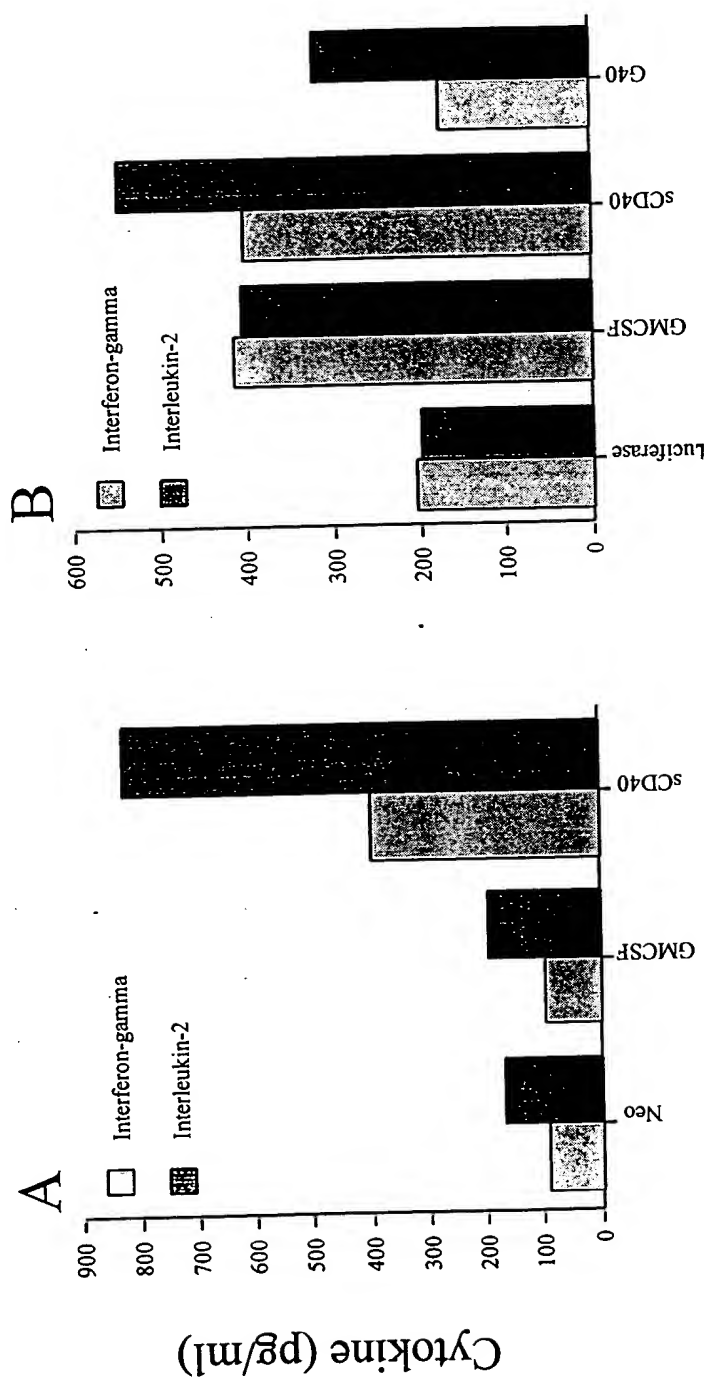 A
Interferon-gamma
Interleukin-2
Cytokine (pg/ml)
900
800
700
600
500
400
300
200
100
0
Neo
GMCSF
sCD40
B
Interferon-gamma
Interleukin-2
600
500
400
300
200
100
0
Luciferase
GMCSF
sCD40
G40